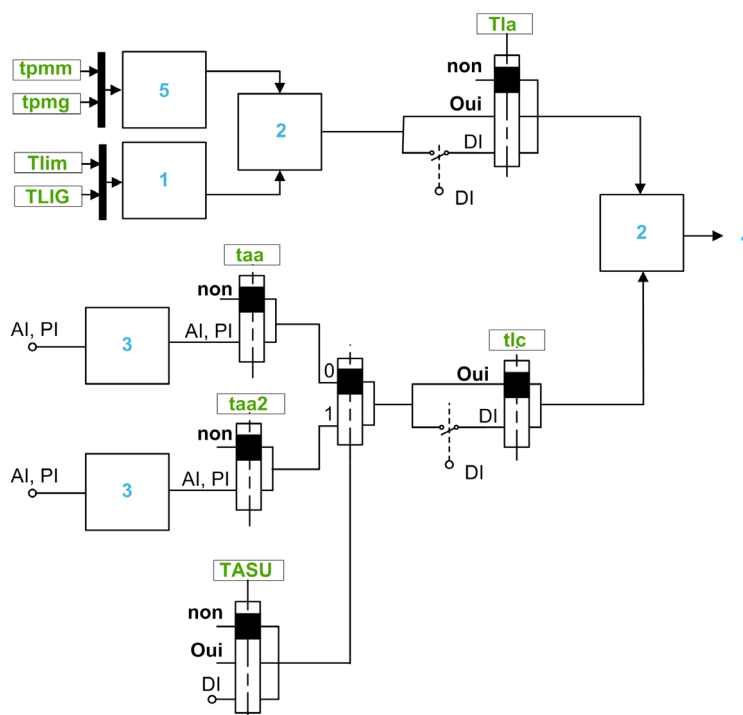 Tla
tpmm
non
5
tpmg
Oui
2
DI
Tlim
1
DI
TLIG
2
taa
non
AI, PI
3
AI, PI
0
tlc
Oui
taa2
1
DI
non
AI, PI
3
AI, PI
DI
TASU
non
Oui
DI